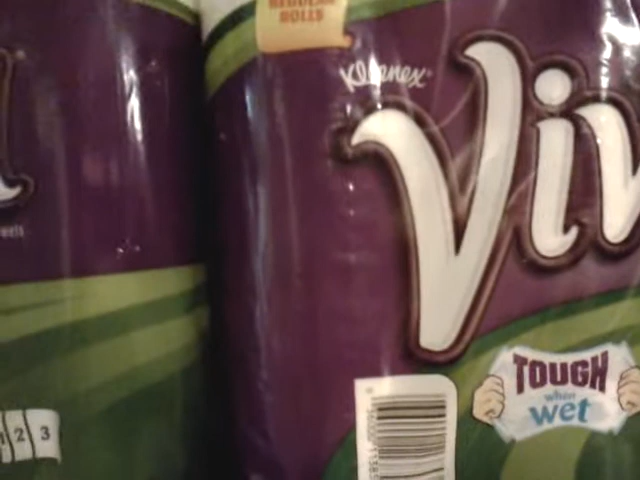 REGULAR
ROLLS
Kleenex
Viv
TOUGH
when
wet
1 2 3